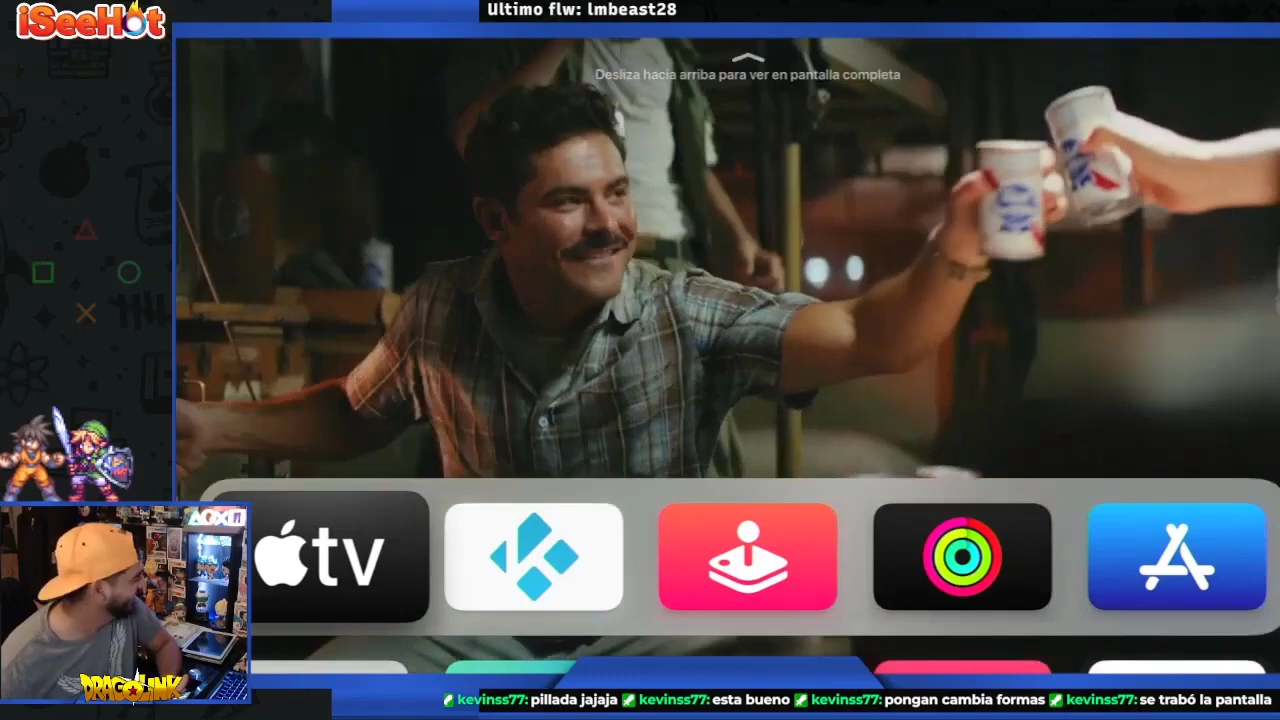 iSeeHot
Ultimo flw: lmbeast28
Desliza hacia arriba para ver en pantalla completa
tv
DRAGOLINK
kevinss77: pillada jajaja kevinss77: esta bueno kevinss77: pongan cambia formas kevinss77: se trabó la pantalla